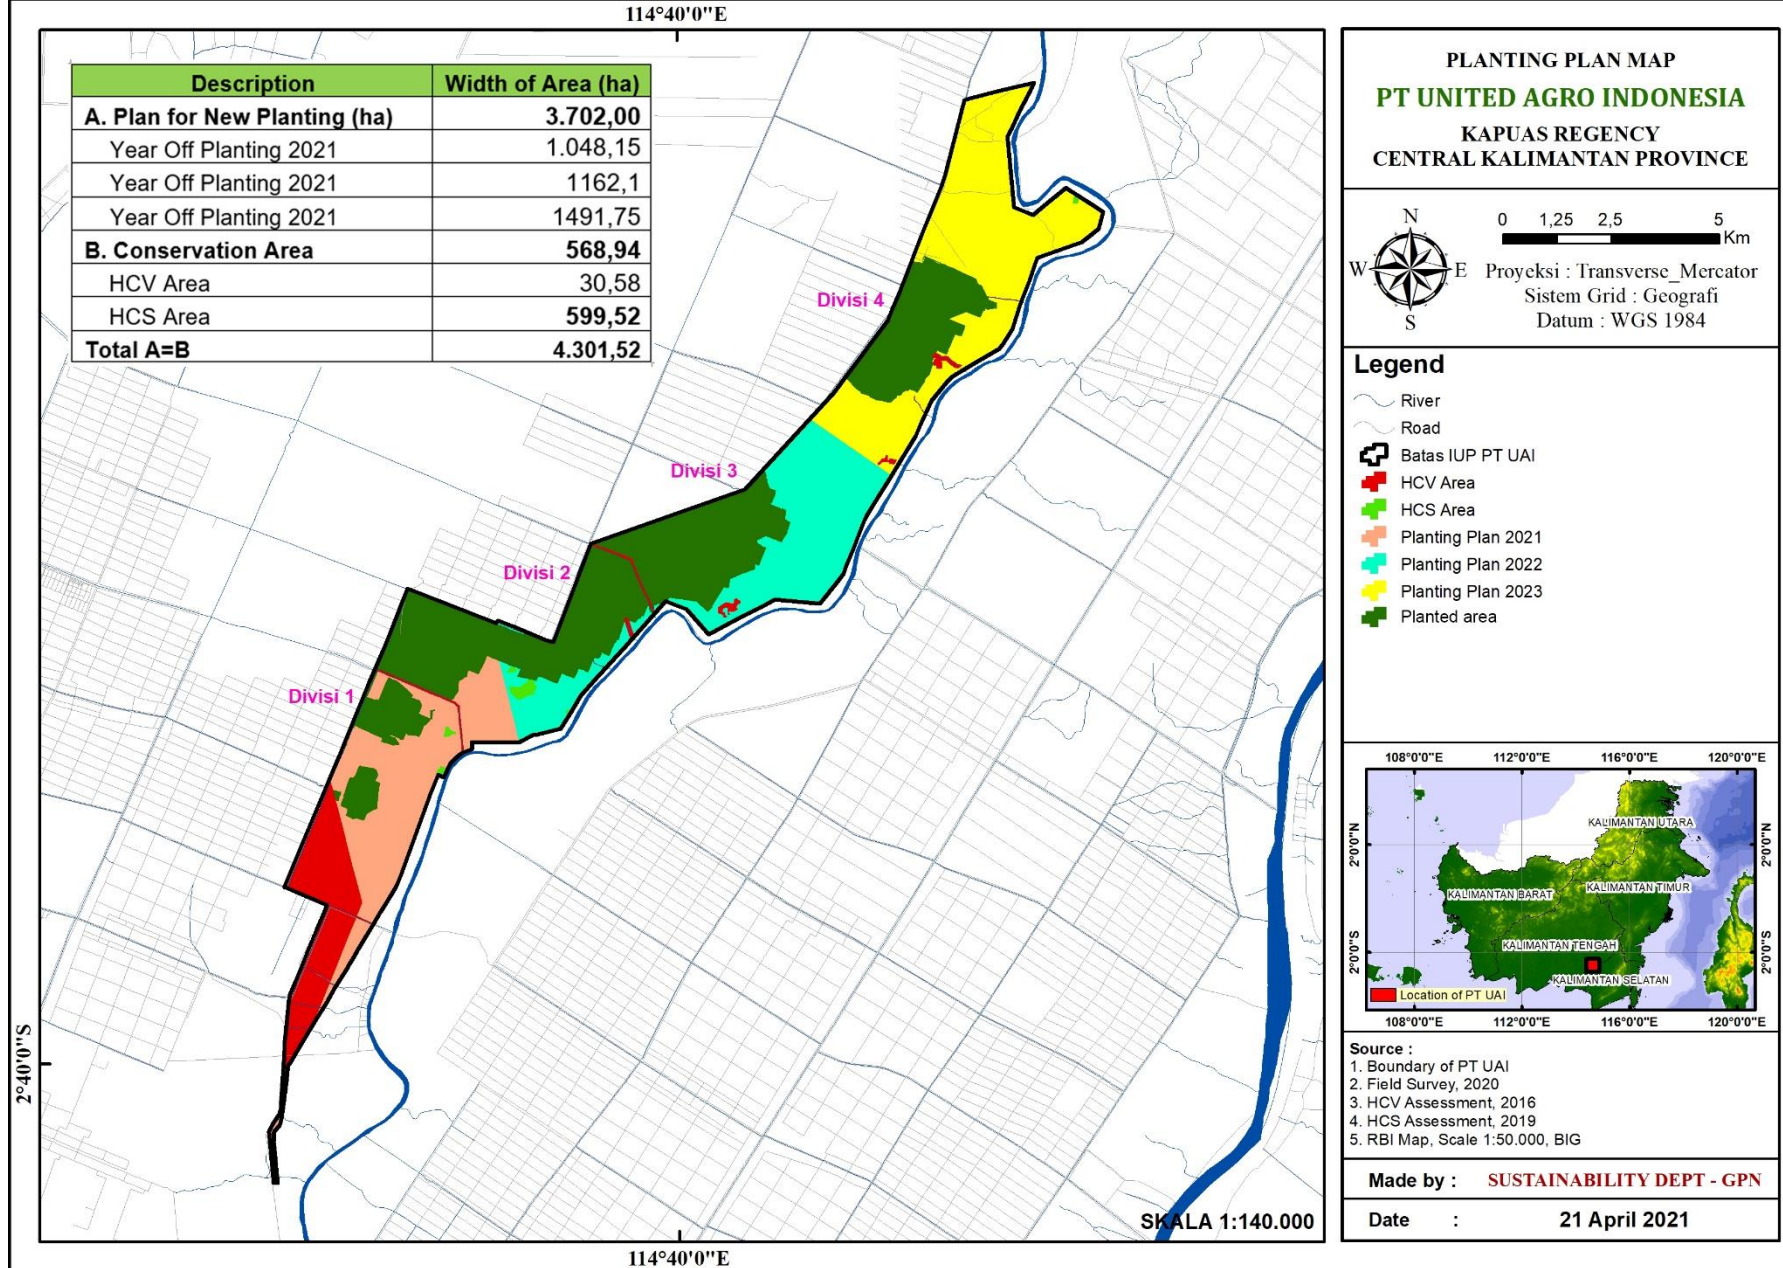 114°40'0"E
Description Width of Area (ha)
A. Plan for New Planting (ha) 3.702,00
Year Off Planting 2021 1.048,15
Year Off Planting 2021 1162,1
Year Off Planting 2021 1491,75
B. Conservation Area 568,94
HCV Area 30,58
HCS Area 599,52
Total A=B 4.301,52
Divisi 4
Divisi 3
Divisi 2
Divisi 1
2°40'0"S
SKALA 1:140.000
114°40'0"E
PLANTING PLAN MAP
PT UNITED AGRO INDONESIA
KAPUAS REGENCY
CENTRAL KALIMANTAN PROVINCE
N
W E
S
0 1,25 2,5 5
Km
Proyeksi : Transverse_Mercator
Sistem Grid : Geografi
Datum : WGS 1984
Legend
River
Road
Batas IUP PT UAI
HCV Area
HCS Area
Planting Plan 2021
Planting Plan 2022
Planting Plan 2023
Planted area
108°0'0"E 112°0'0"E 116°0'0"E 120°0'0"E
2°0'0"N 2°0'0"N
KALIMANTAN UTARA
KALIMANTAN BARAT
KALIMANTAN TIMUR
KALIMANTAN TENGAH
2°0'0"S 2°0'0"S
KALIMANTAN SELATAN
Location of PT UAI
108°0'0"E 112°0'0"E 116°0'0"E 120°0'0"E
Source :
1. Boundary of PT UAI
2. Field Survey, 2020
3. HCV Assessment, 2016
4. HCS Assessment, 2019
5. RBI Map, Scale 1:50.000, BIG
Made by : SUSTAINABILITY DEPT - GPN
Date : 21 April 2021